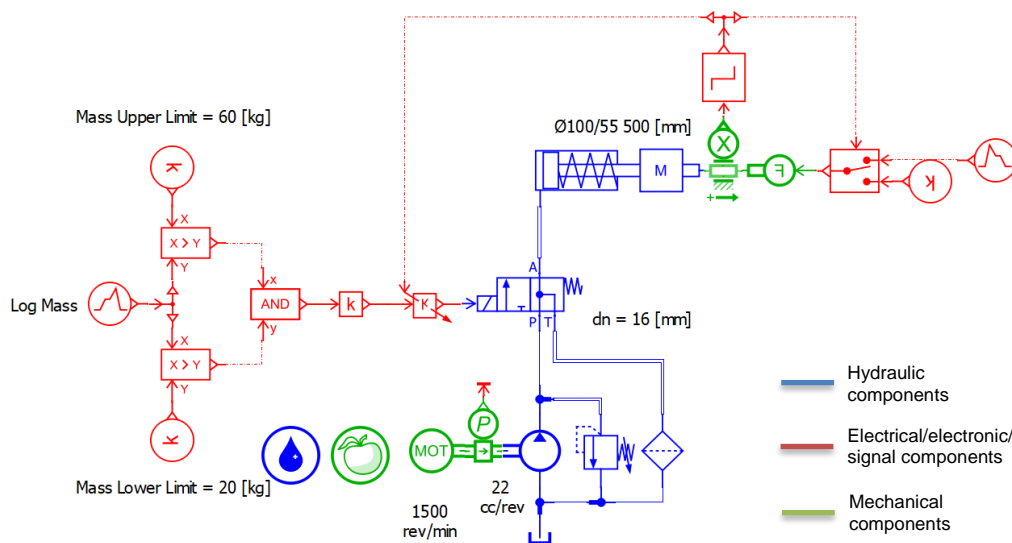 Mass Upper Limit = 60 [kg]
Ø100/55 500 [mm]
K
X
F
M
K
X
X > Y
Y
+
A
x
Log Mass
AND
k
K
y
P
T
dn = 16 [mm]
X
X > Y
Y
K
P
MOT
Mass Lower Limit = 20 [kg]
22
cc/rev
1500
rev/min
Hydraulic
components
Electrical/electronic/
signal components
Mechanical
components